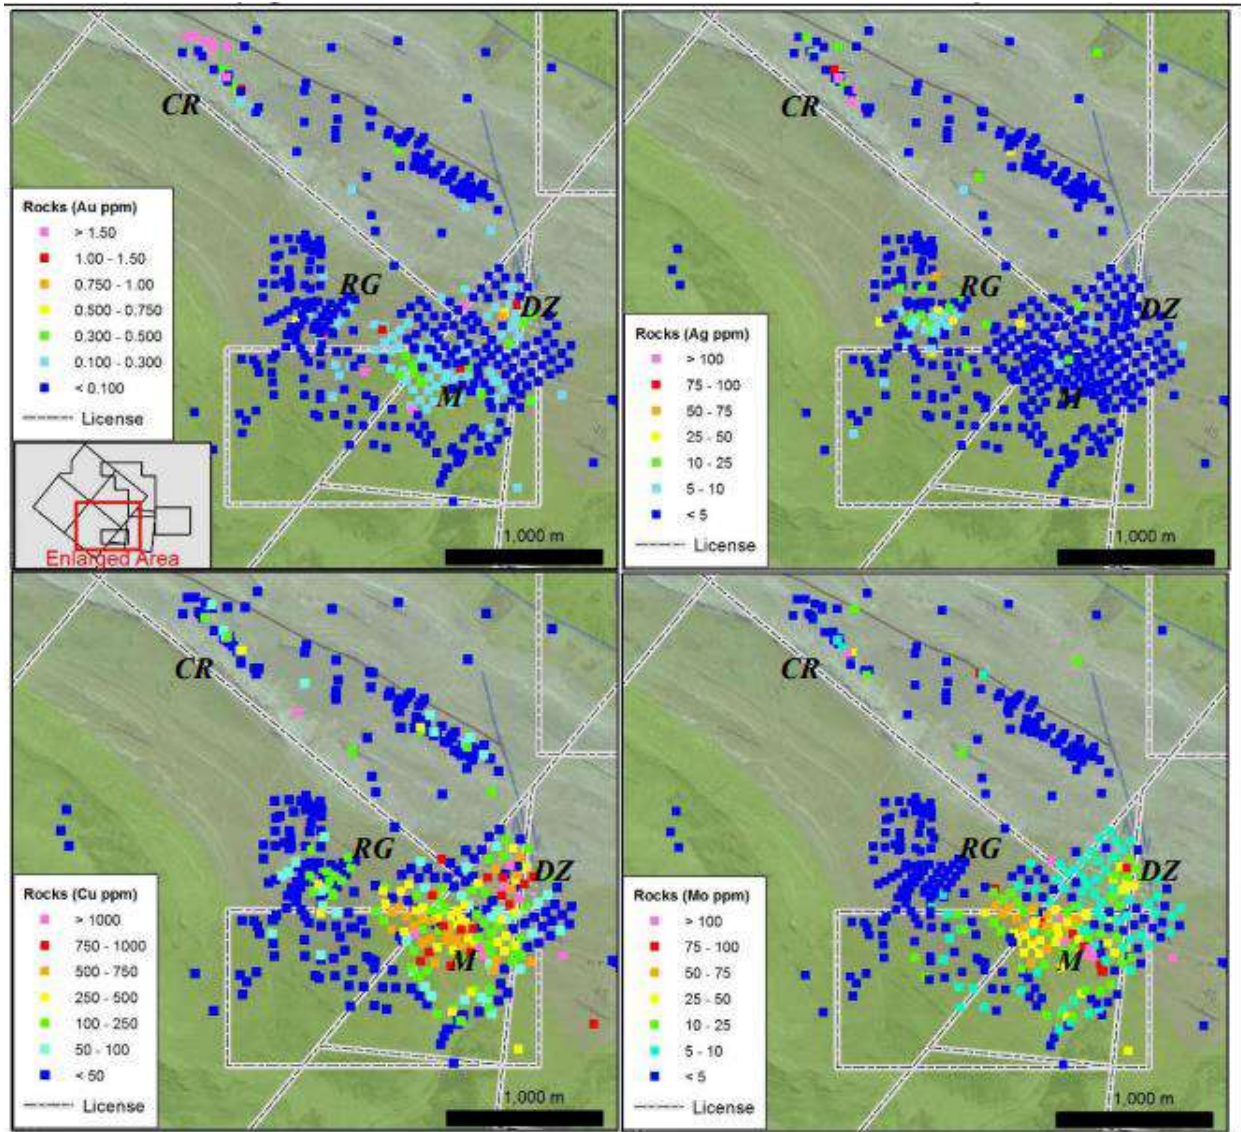 CR
RG
DZ
M
Rocks (Au ppm)
> 1.50
1.00 - 1.50
0.750 - 1.00
0.500 - 0.750
0.300 - 0.500
0.100 - 0.300
< 0.100
License
Enlarged Area
1,000 m
CR
RG
DZ
M
Rocks (Ag ppm)
> 100
75 - 100
50 - 75
25 - 50
10 - 25
5 - 10
< 5
License
1,000 m
CR
RG
DZ
M
Rocks (Cu ppm)
> 1000
750 - 1000
500 - 750
250 - 500
100 - 250
50 - 100
< 50
License
1,000 m
CR
RG
DZ
M
Rocks (Mo ppm)
> 100
75 - 100
50 - 75
25 - 50
10 - 25
5 - 10
< 5
License
1,000 m